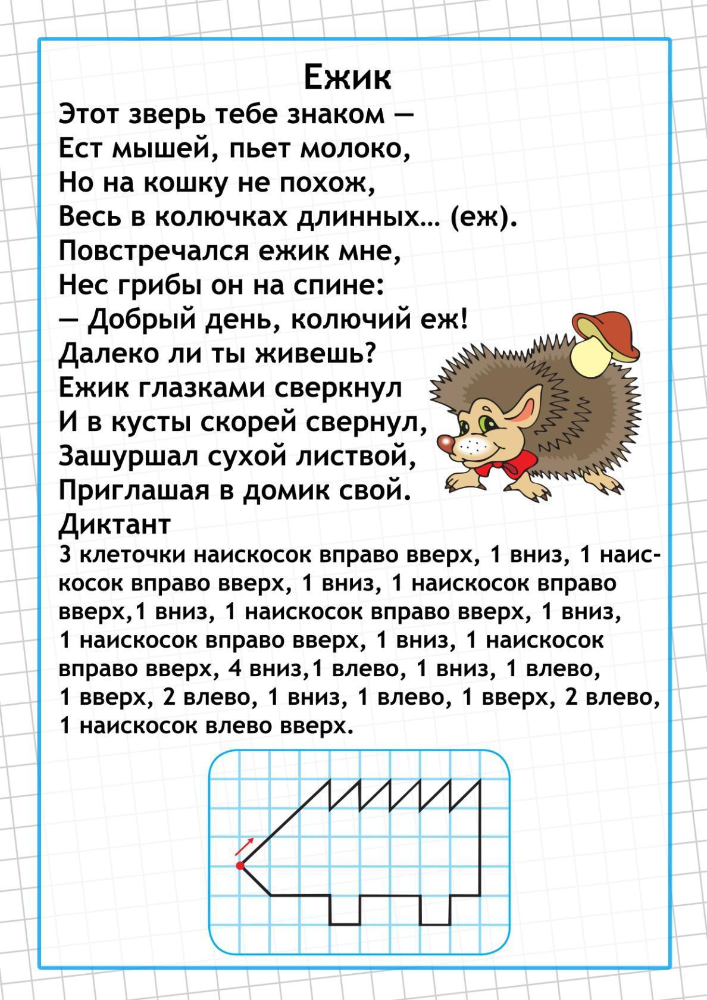 Ежик
Этот зверь тебе знаком —
Ест мышей, пьет молоко,
Но на кошку не похож,
Весь в колючках длинных... (еж).
Повстречался ежик мне,
Нес грибы он на спине:
— Добрый день, колючий еж!
Далеко ли ты живешь?
Ежик глазками сверкнул
И в кусты скорей свернул,
Зашуршал сухой листвой,
Приглашая в домик свой.
Диктант
3 клеточки наискосок вправо вверх, 1 вниз, 1 наис-
косок вправо вверх, 1 вниз, 1 наискосок вправо
вверх,1 вниз, 1 наискосок вправо вверх, 1 вниз,
1 наискосок вправо вверх, 1 вниз, 1 наискосок
вправо вверх, 4 вниз,1 влево, 1 вниз, 1 влево,
1 вверх, 2 влево, 1 вниз, 1 влево, 1 вверх, 2 влево,
1 наискосок влево вверх.